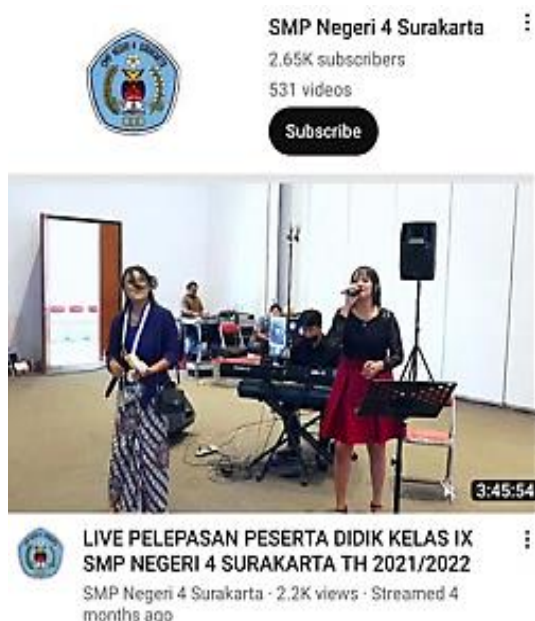 SMP Negeri 4 Surakarta
2.65K subscribers
531 videos
Subscribe
3:45:54
LIVE PELEPASAN PESERTA DIDIK KELAS IX
SMP NEGERI 4 SURAKARTA TH 2021/2022
SMP Negeri 4 Surakarta · 2.2K views · Streamed 4
months ago